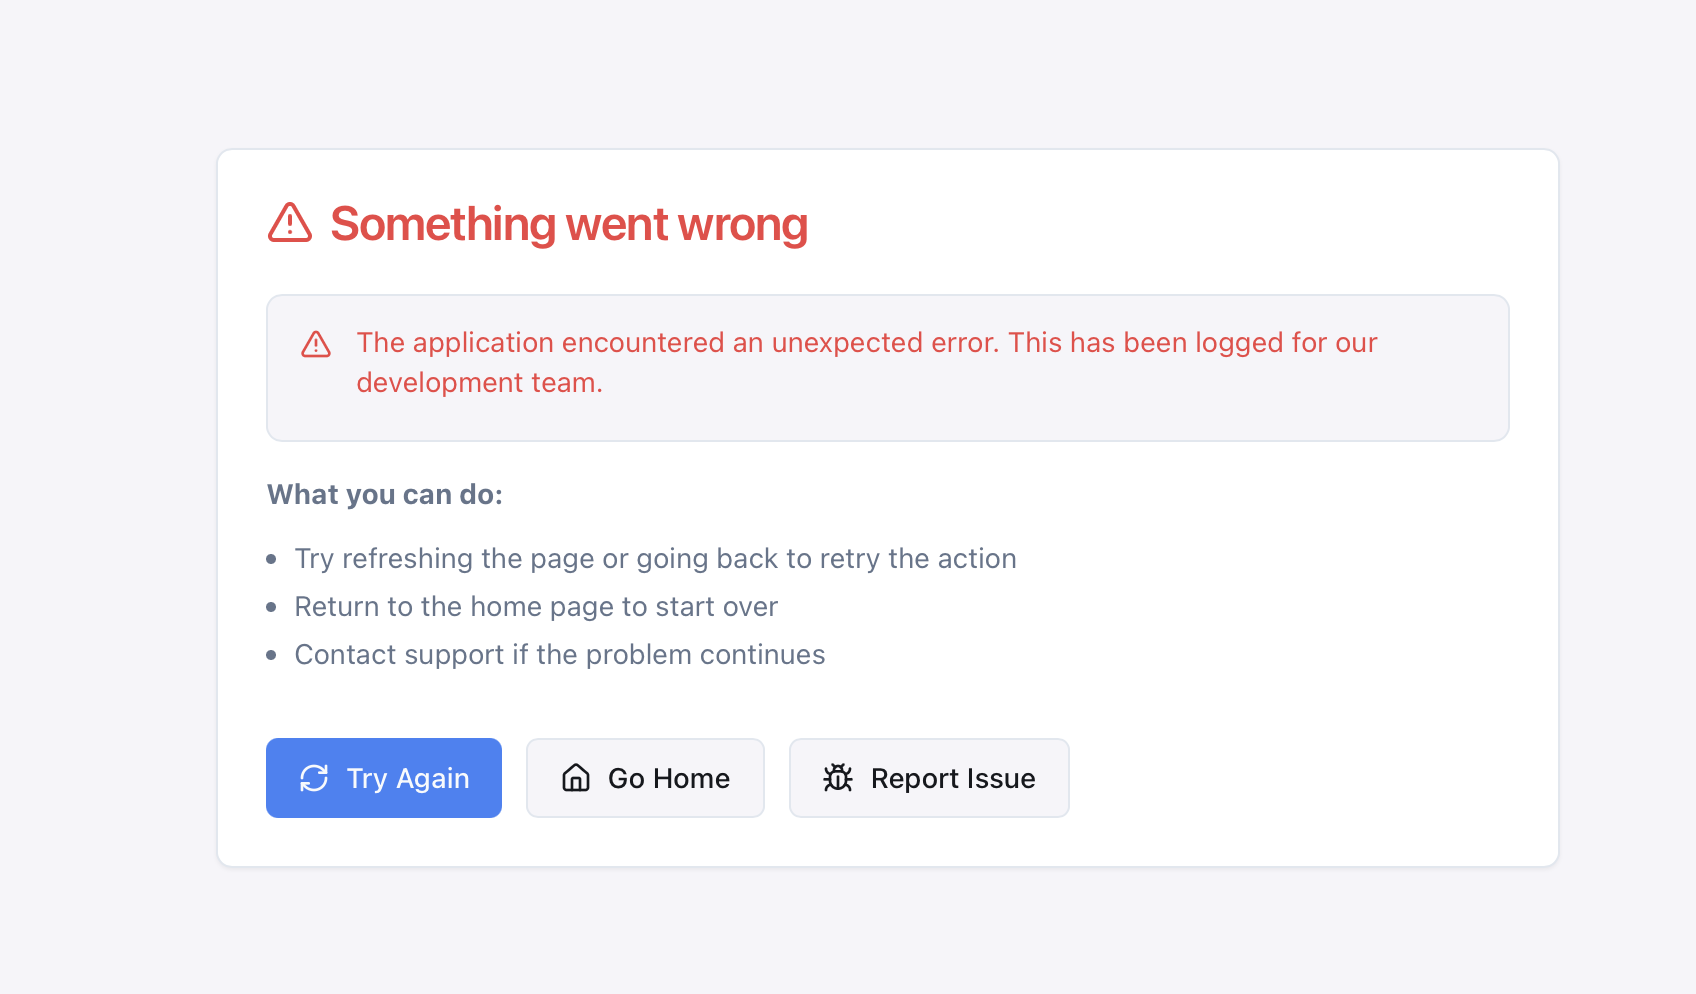 Something went wrong
The application encountered an unexpected error. This has been logged for our
development team.
What you can do:
Try refreshing the page or going back to retry the action
Return to the home page to start over
Contact support if the problem continues
Try Again
Go Home
Report Issue